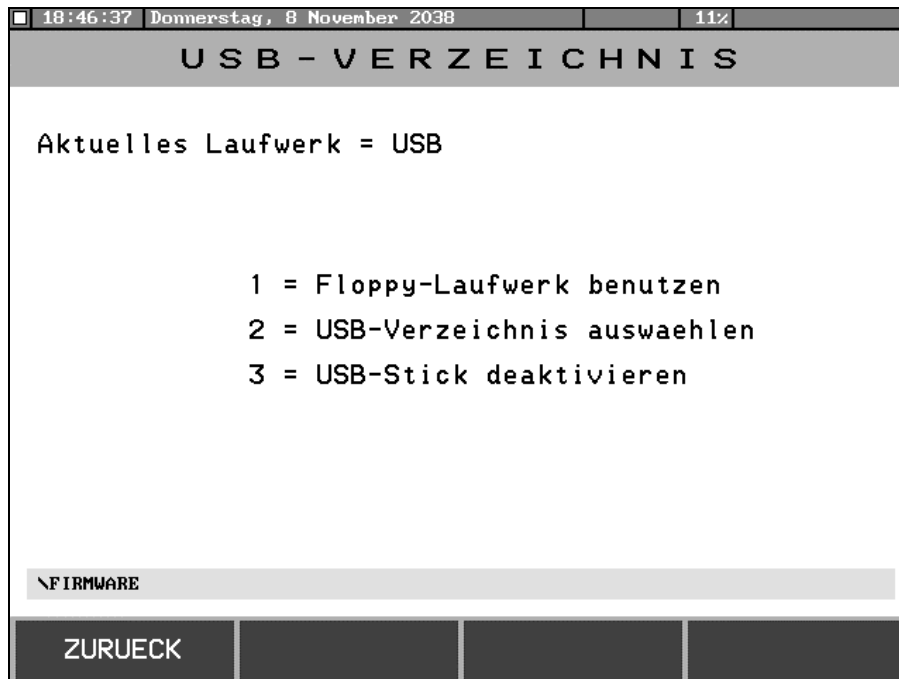 18:46:37 Donnerstag, 8 November 2038 11%
USB-VERZEICHNIS
Aktuelles Laufwerk = USB
1 = Floppy-Laufwerk benutzen
2 = USB-Verzeichnis auswaehlen
3 = USB-Stick deaktivieren
\FIRMWARE
ZURUECK